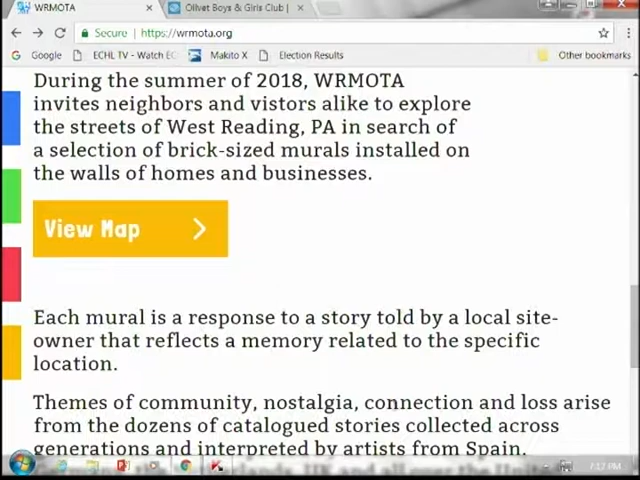 WRMOTA
Olivet Boys & Girls Club |
Secure
https://wrmota.org
Google
ECHL TV - Watch EC
Makito X
Election Results
Other bookmarks
During the summer of 2018, WRMOTA
invites neighbors and vistors alike to explore
the streets of West Reading, PA in search of
a selection of brick-sized murals installed on
the walls of homes and businesses.
View Map
Each mural is a response to a story told by a local site-
owner that reflects a memory related to the specific
location.
Themes of community, nostalgia, connection and loss arise
from the dozens of catalogued stories collected across
generations and interpreted by artists from Spain,
7:17 PM